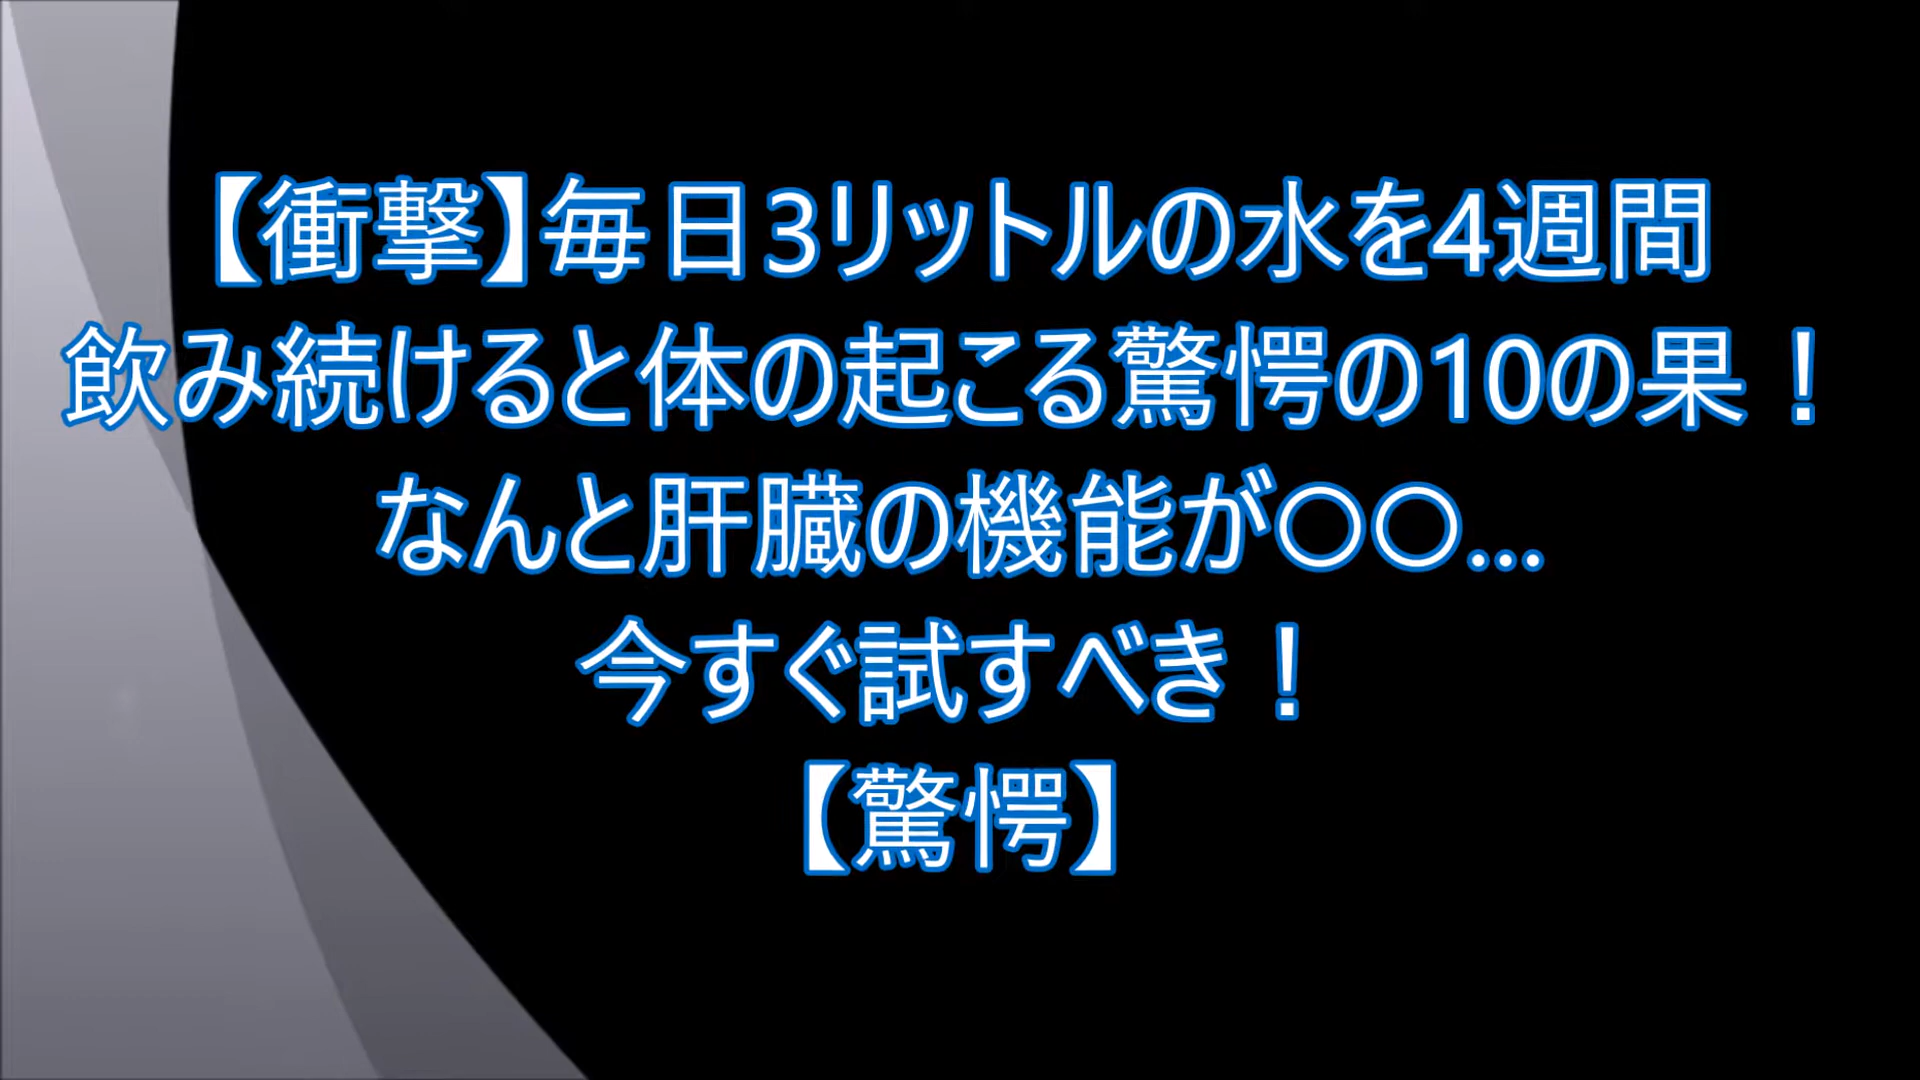 【衝撃】毎日3リットルの水を4週間
飲み続けると体の起こる驚愕の10の果！
なんと肝臓の機能が○○...
今すぐ試すべき！
【驚愕】